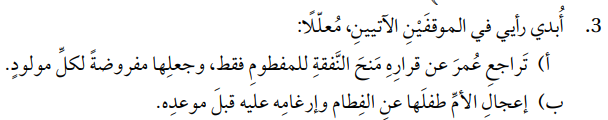 3. أُبدي رأيي في الموقفَيْنِ الآتيينِ، مُعلّلًا:
أ) تَراجعِ عُمرَ عن قرارِهِ مَنحَ النَّفقةِ للمفطومِ فقط، وجعلِها مفروضةً لكلِّ مولودٍ.
ب) إعجالِ الأمِّ طفلَها عنِ الفِطام وإرغامِه عليه قبلَ موعدِه.